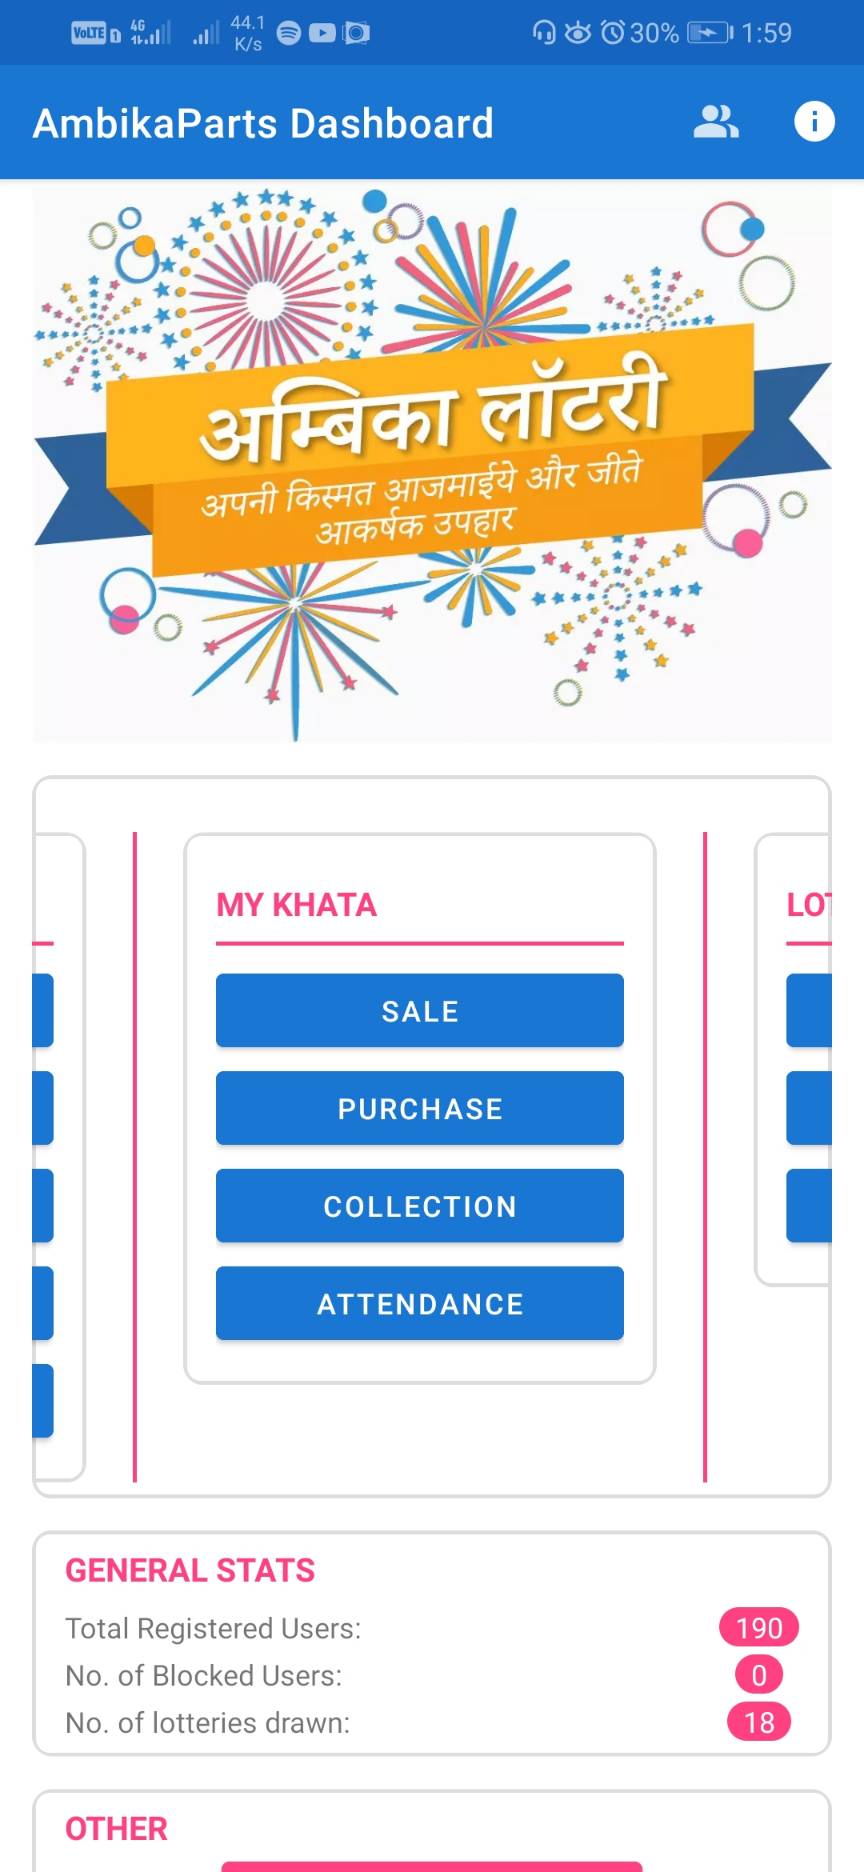 VoLTE 1 4G 44.1 K/s 30% 1:59
AmbikaParts Dashboard
अम्बिका लॉटरी
अपनी किस्मत आजमाईये और जीते
आकर्षक उपहार
MY KHATA
LOT
SALE
PURCHASE
COLLECTION
ATTENDANCE
GENERAL STATS
Total Registered Users: 190
No. of Blocked Users: 0
No. of lotteries drawn: 18
OTHER